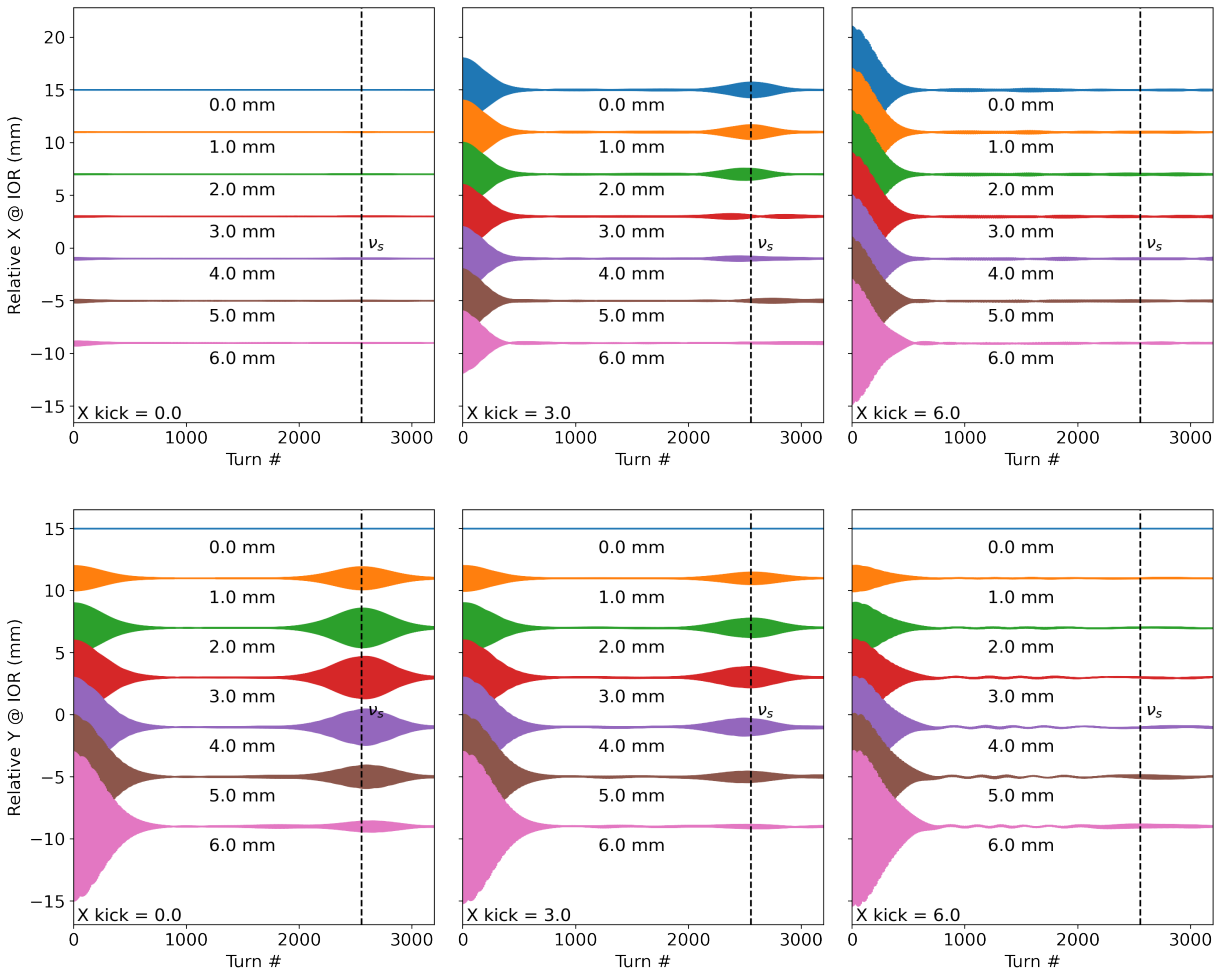 Relative X @ IOR (mm)
20
15
10
5
0
−5
−10
−15
0.0 mm
1.0 mm
2.0 mm
3.0 mm
4.0 mm
5.0 mm
6.0 mm
νs
X kick = 0.0
0 1000 2000 3000
Turn #
0.0 mm
1.0 mm
2.0 mm
3.0 mm
4.0 mm
5.0 mm
6.0 mm
νs
X kick = 3.0
0 1000 2000 3000
Turn #
0.0 mm
1.0 mm
2.0 mm
3.0 mm
4.0 mm
5.0 mm
6.0 mm
νs
X kick = 6.0
0 1000 2000 3000
Turn #
Relative Y @ IOR (mm)
15
10
5
0
−5
−10
−15
0.0 mm
1.0 mm
2.0 mm
3.0 mm
νs
4.0 mm
5.0 mm
6.0 mm
X kick = 0.0
0 1000 2000 3000
Turn #
0.0 mm
1.0 mm
2.0 mm
3.0 mm
νs
4.0 mm
5.0 mm
6.0 mm
X kick = 3.0
0 1000 2000 3000
Turn #
0.0 mm
1.0 mm
2.0 mm
3.0 mm
νs
4.0 mm
5.0 mm
6.0 mm
X kick = 6.0
0 1000 2000 3000
Turn #